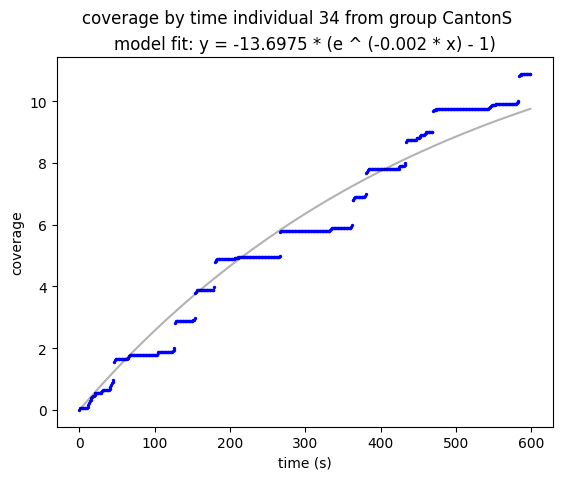 coverage by time individual 34 from group CantonS
model fit: y = -13.6975 * (e ^ (-0.002 * x) - 1)
coverage
10
8
6
4
2
0
0 100 200 300 400 500 600
time (s)